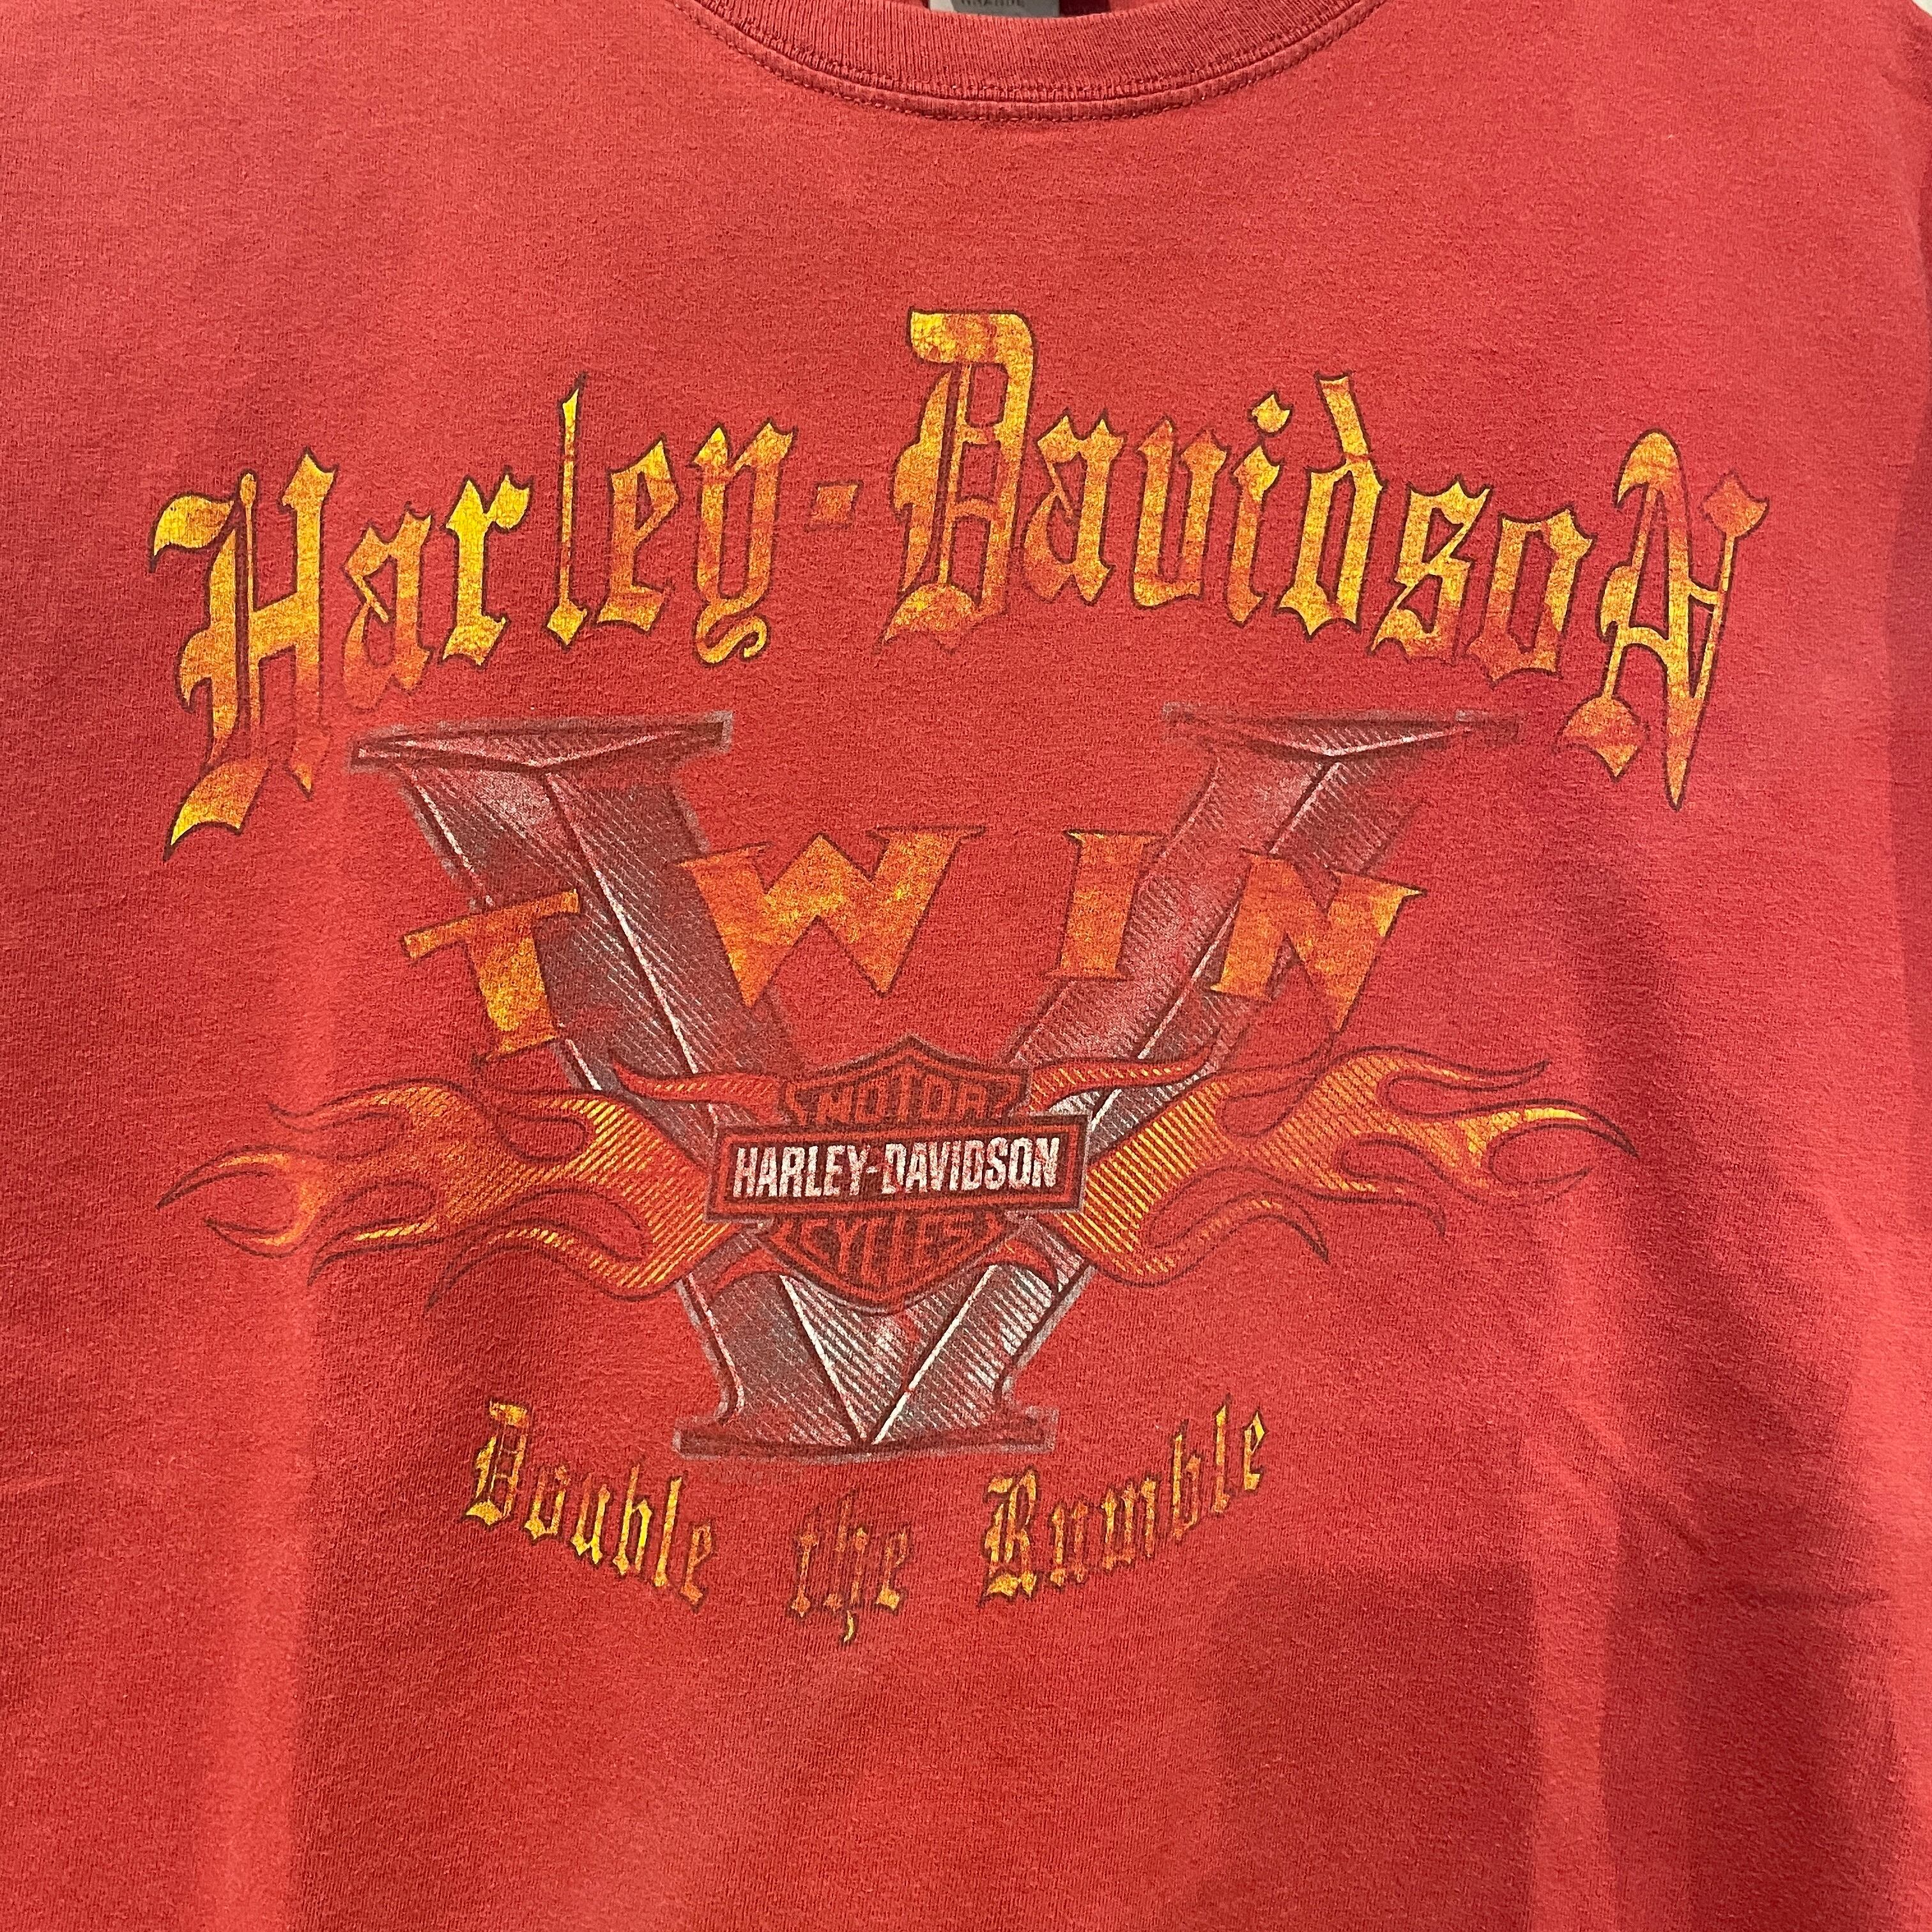 Harley-Davidson
V
TWIN
MOTOR
HARLEY-DAVIDSON
CYCLES
Double the Rumble